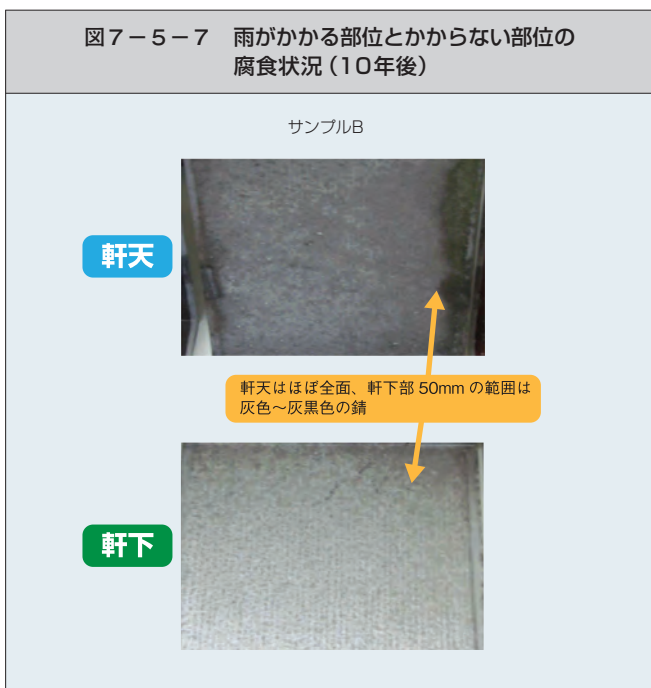 図7－5－7　雨がかかる部位とかからない部位の
腐食状況（10年後）
サンプルB
軒天
軒天はほぼ全面、軒下部 50mm の範囲は
灰色～灰黒色の錆
軒下